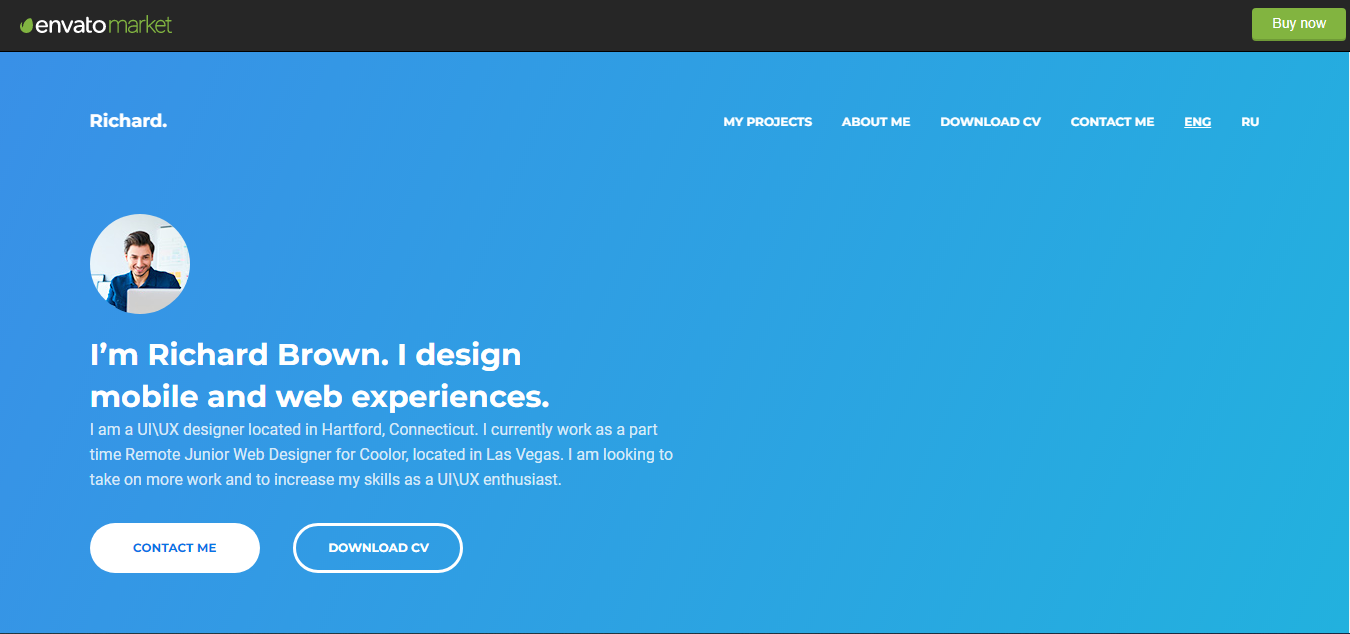 envato market
Buy now
Richard.
MY PROJECTS ABOUT ME DOWNLOAD CV CONTACT ME ENG RU
I’m Richard Brown. I design
mobile and web experiences.
I am a UI\UX designer located in Hartford, Connecticut. I currently work as a part
time Remote Junior Web Designer for Coolor, located in Las Vegas. I am looking to
take on more work and to increase my skills as a UI\UX enthusiast.
CONTACT ME
DOWNLOAD CV